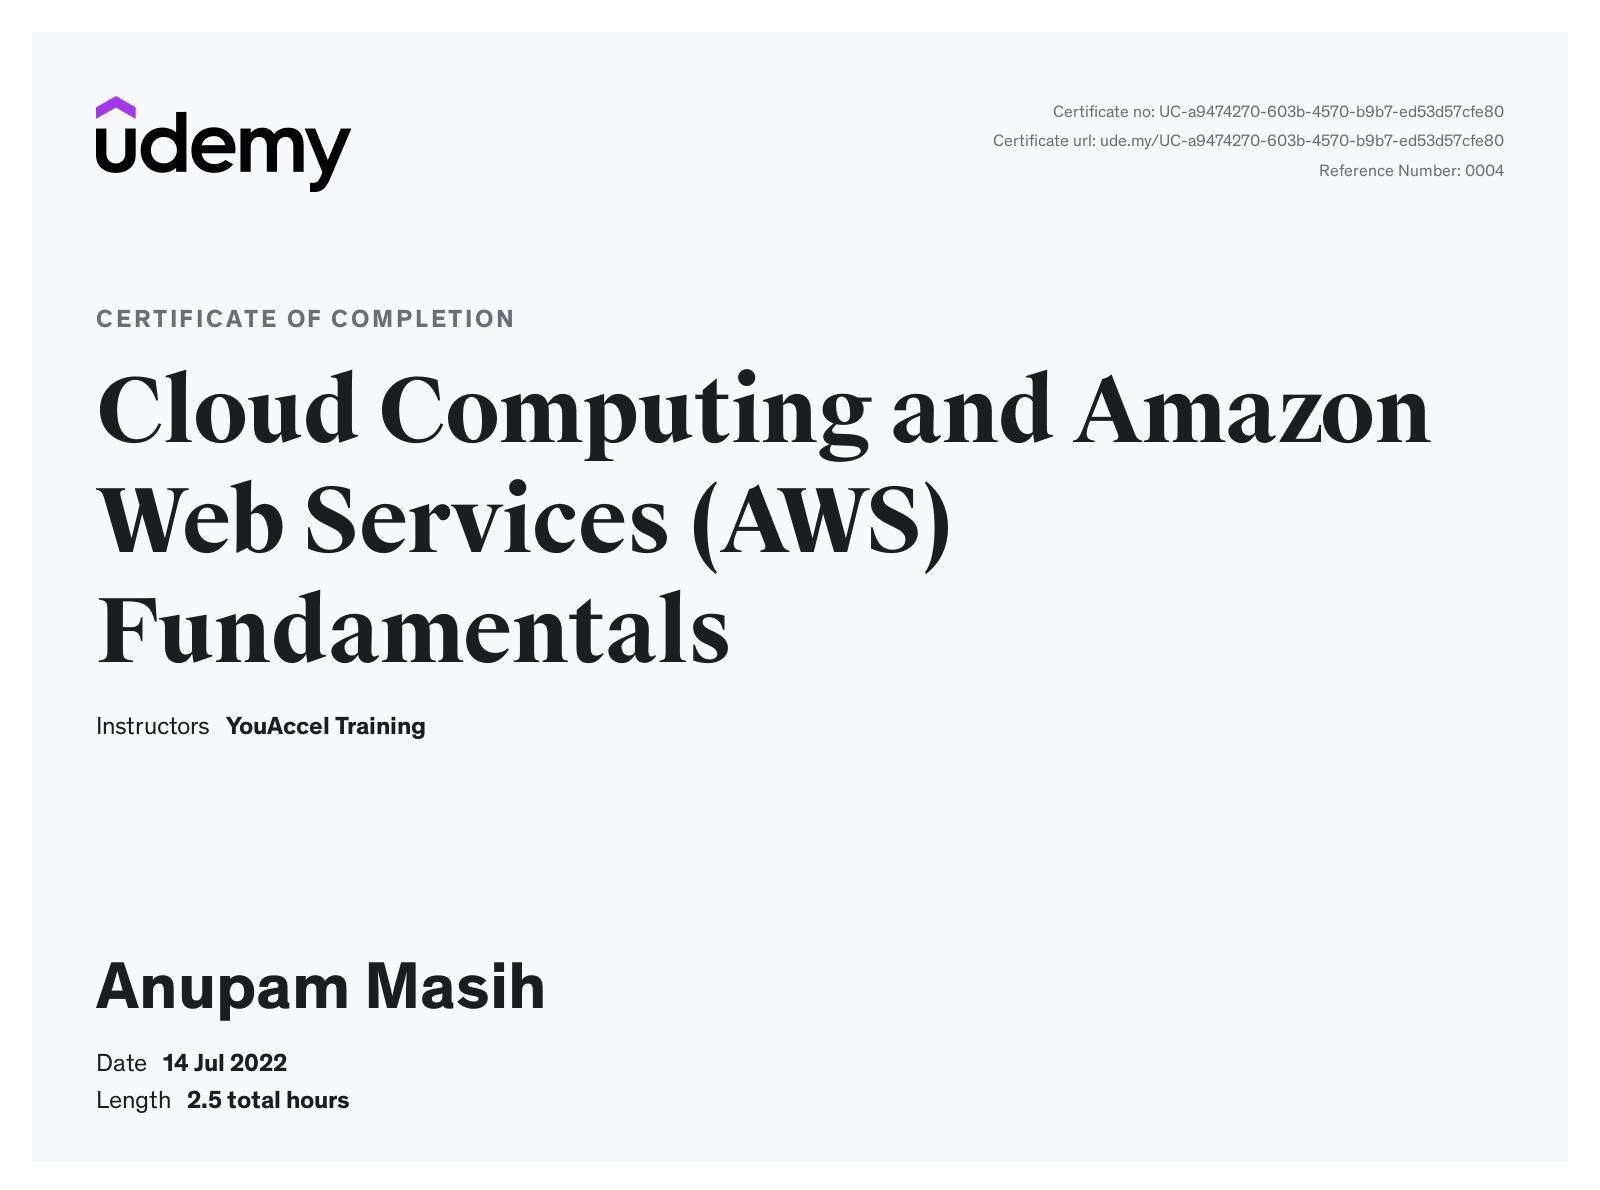 udemy
Certificate no: UC-a9474270-603b-4570-b9b7-ed53d57cfe80
Certificate url: ude.my/UC-a9474270-603b-4570-b9b7-ed53d57cfe80
Reference Number: 0004
CERTIFICATE OF COMPLETION
Cloud Computing and Amazon
Web Services (AWS)
Fundamentals
Instructors YouAccel Training
Anupam Masih
Date 14 Jul 2022
Length 2.5 total hours